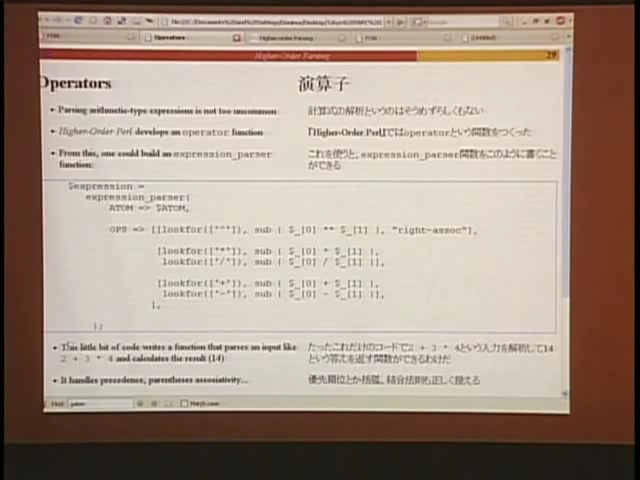 Operators
Higher-Order Parsing
29
Operators
演算子
• Parsing arithmetic-type expressions is not too uncommon
計算式の解析というのはそうめずらしくもない
• Higher-Order Perl develops an operator function
『Higher-Order Perl』ではoperatorという関数をつくった
• From this, one could build an expression_parser
function:
これを使うと、expression_parser関数をこのように書くこと
ができる
$expression =
expression_parser(
ATOM => $ATOM,
OPS => [[lookfor(['^']), sub { $_[0] ** $_[1] }, "right-assoc"],
[lookfor(['*']), sub { $_[0] * $_[1] },
lookfor(['/']), sub { $_[0] / $_[1] }],
[lookfor(['+']), sub { $_[0] + $_[1] },
lookfor(['-']), sub { $_[0] - $_[1] }],
],
);
• This little bit of code writes a function that parses an input like
2 + 3 * 4 and calculates the result (14)
たったこれだけのコードで2 + 3 * 4という入力を解析して14
という答えを返す関数ができるわけだ
• It handles precedence, parentheses associativity...
優先順位とか括弧、結合法則も正しく扱える
Find:
Match case